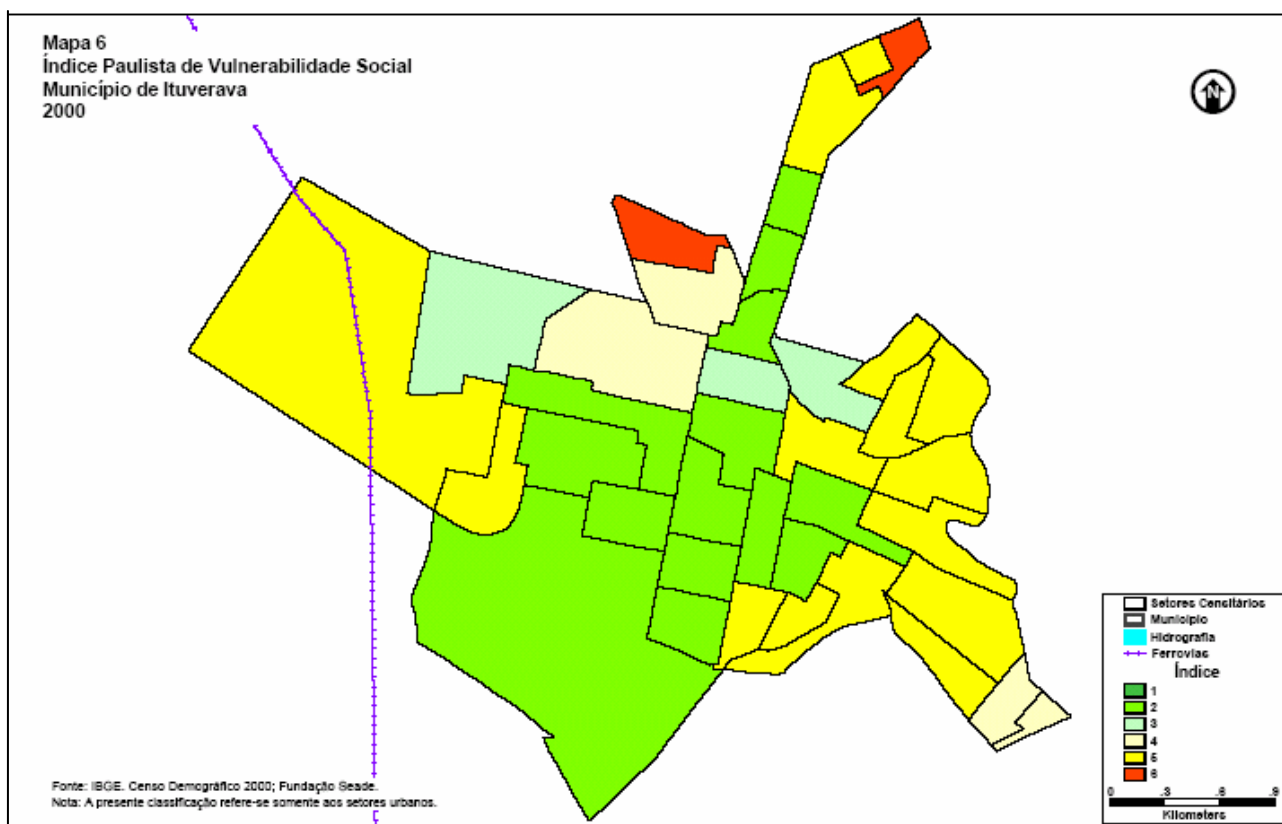 Mapa 6
Índice Paulista de Vulnerabilidade Social
Município de Ituverava
2000
N
Setores Censitários
Município
Hidrografia
Ferrovias
Índice
1
2
3
4
5
6
0 .3 .6 .9
Kilometers
Fonte: IBGE. Censo Demográfico 2000; Fundação Seade.
Nota: A presente classificação refere-se somente aos setores urbanos.